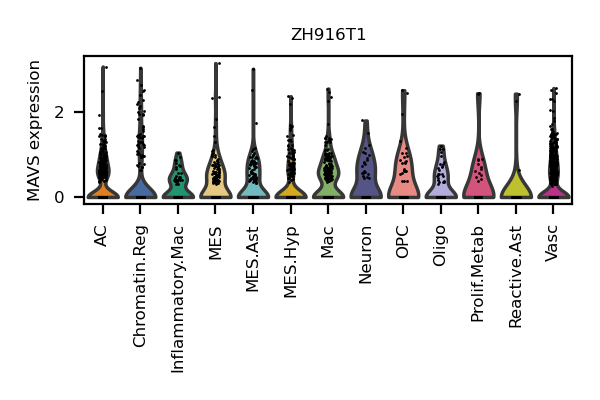 ZH916T1
MAVS expression
2
0
AC
Chromatin.Reg
Inflammatory.Mac
MES
MES.Ast
MES.Hyp
Mac
Neuron
OPC
Oligo
Prolif.Metab
Reactive.Ast
Vasc